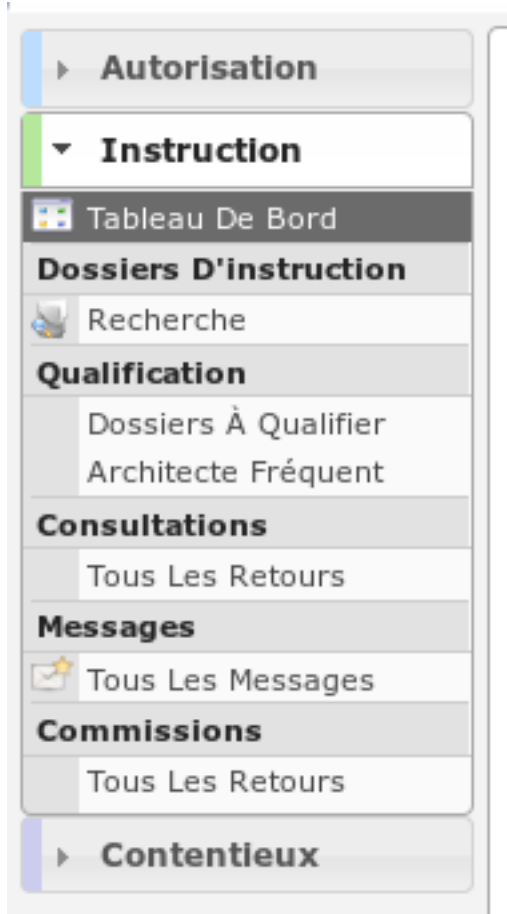 Autorisation
Instruction
Tableau De Bord
Dossiers D'instruction
Recherche
Qualification
Dossiers À Qualifier
Architecte Fréquent
Consultations
Tous Les Retours
Messages
Tous Les Messages
Commissions
Tous Les Retours
Contentieux